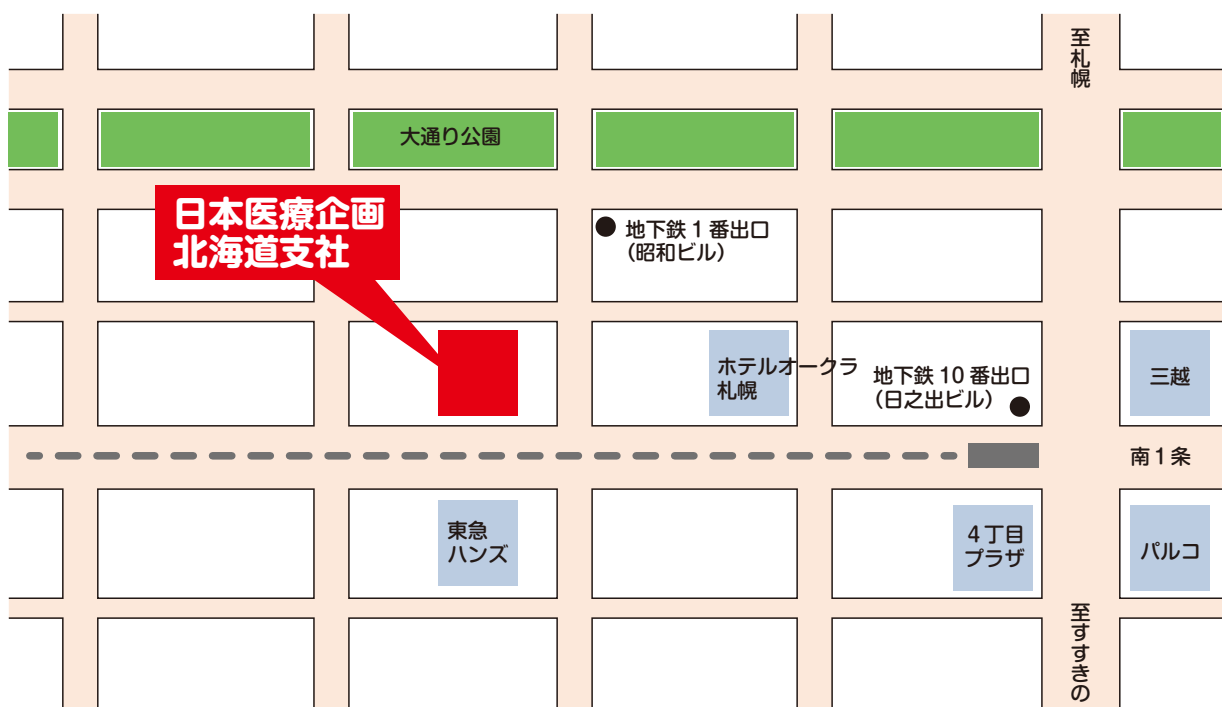 至札幌
大通り公園
日本医療企画
北海道支社
地下鉄1番出口
（昭和ビル）
ホテルオークラ
札幌
地下鉄10番出口
（日之出ビル）
三越
南1条
東急
ハンズ
4丁目
プラザ
パルコ
至すすきの